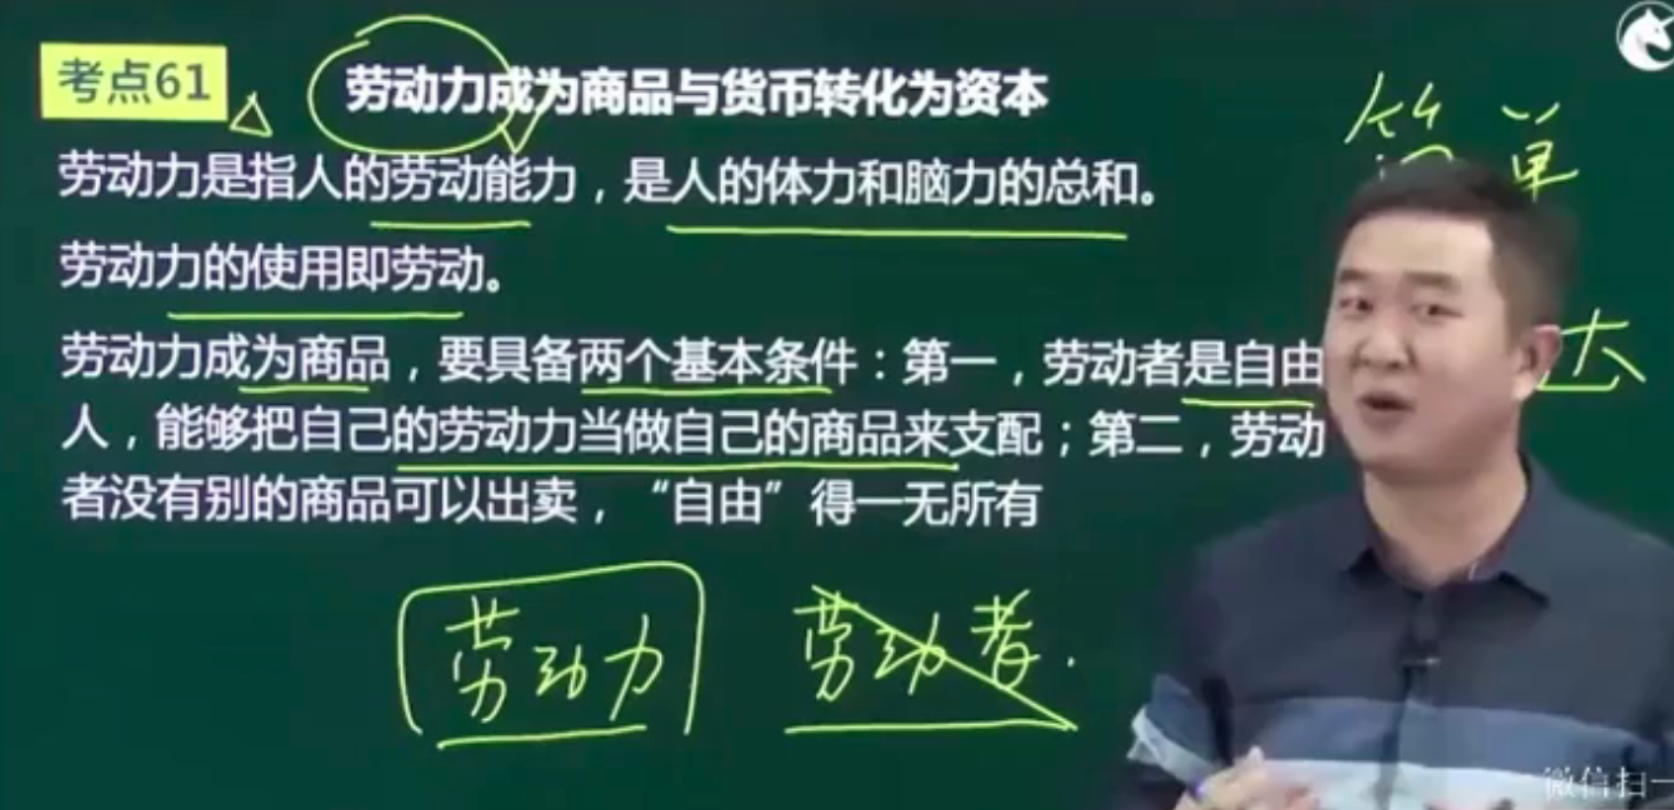 考点61 劳动力成为商品与货币转化为资本
简单
劳动力是指人的劳动能力，是人的体力和脑力的总和。
劳动力的使用即劳动。
劳动力成为商品，要具备两个基本条件：第一，劳动者是自由
人，能够把自己的劳动力当做自己的商品来支配；第二，劳动
者没有别的商品可以出卖，“自由”得一无所有
劳动力 劳动者.
微信扫一